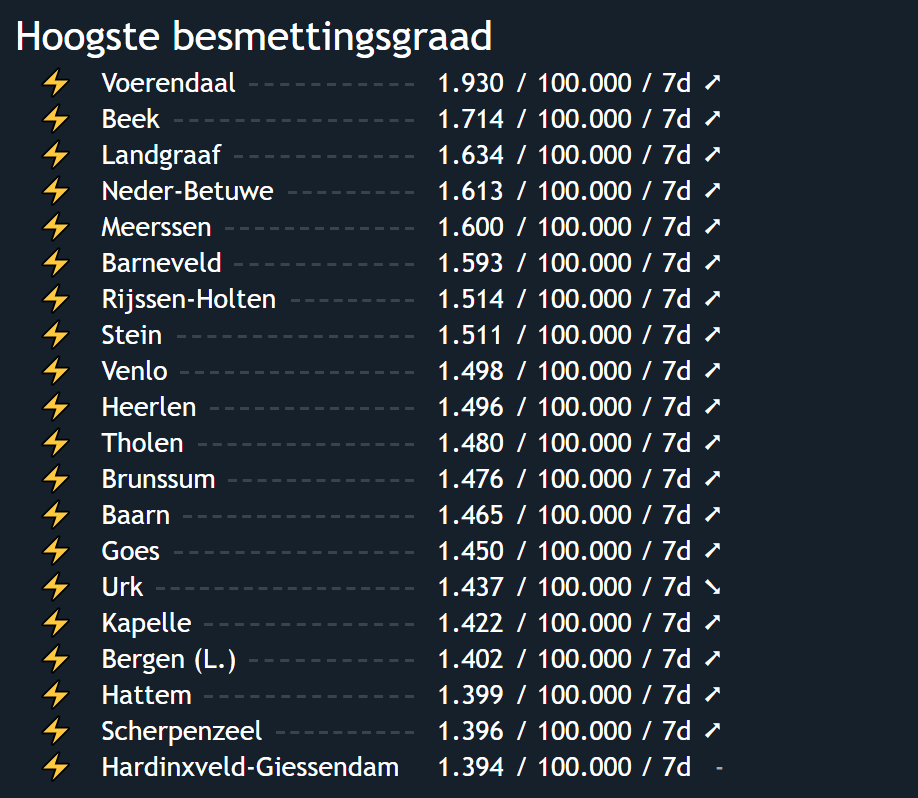 Hoogste besmettingsgraad
⚡ Voerendaal ------------ 1.930 / 100.000 / 7d ➚
⚡ Beek ----------------- 1.714 / 100.000 / 7d ➚
⚡ Landgraaf ------------- 1.634 / 100.000 / 7d ➚
⚡ Neder-Betuwe --------- 1.613 / 100.000 / 7d ➚
⚡ Meerssen ------------- 1.600 / 100.000 / 7d ➚
⚡ Barneveld ------------- 1.593 / 100.000 / 7d ➚
⚡ Rijssen-Holten --------- 1.514 / 100.000 / 7d ➚
⚡ Stein ----------------- 1.511 / 100.000 / 7d ➚
⚡ Venlo ----------------- 1.498 / 100.000 / 7d ➚
⚡ Heerlen --------------- 1.496 / 100.000 / 7d ➚
⚡ Tholen ---------------- 1.480 / 100.000 / 7d ➚
⚡ Brunssum ------------- 1.476 / 100.000 / 7d ➚
⚡ Baarn ----------------- 1.465 / 100.000 / 7d ➚
⚡ Goes ----------------- 1.450 / 100.000 / 7d ➚
⚡ Urk ------------------- 1.437 / 100.000 / 7d ➘
⚡ Kapelle --------------- 1.422 / 100.000 / 7d ➚
⚡ Bergen (L.) ------------ 1.402 / 100.000 / 7d ➚
⚡ Hattem --------------- 1.399 / 100.000 / 7d ➚
⚡ Scherpenzeel ---------- 1.396 / 100.000 / 7d ➚
⚡ Hardinxveld-Giessendam 1.394 / 100.000 / 7d -